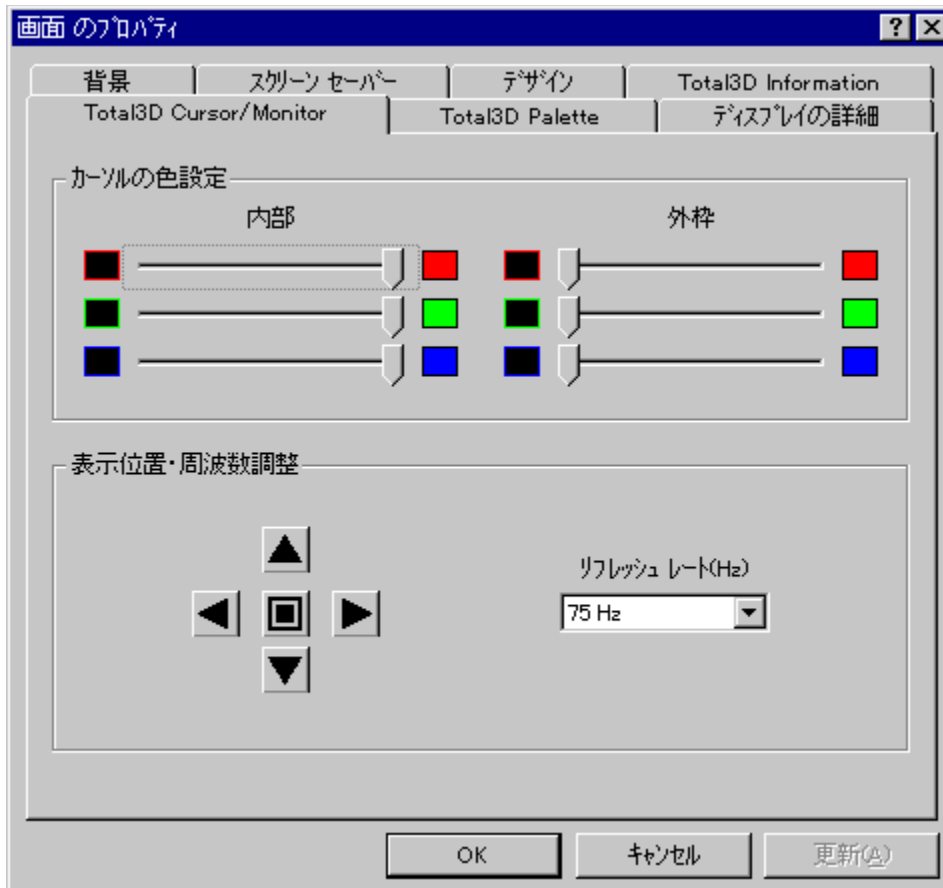 画面 のプロパティ
背景 スクリーン セーバー デザイン Total3D Information
Total3D Cursor/Monitor Total3D Palette ディスプレイの詳細
カーソルの色設定
内部 外枠
表示位置・周波数調整
リフレッシュ レート(Hz)
75 Hz
OK キャンセル 更新(A)